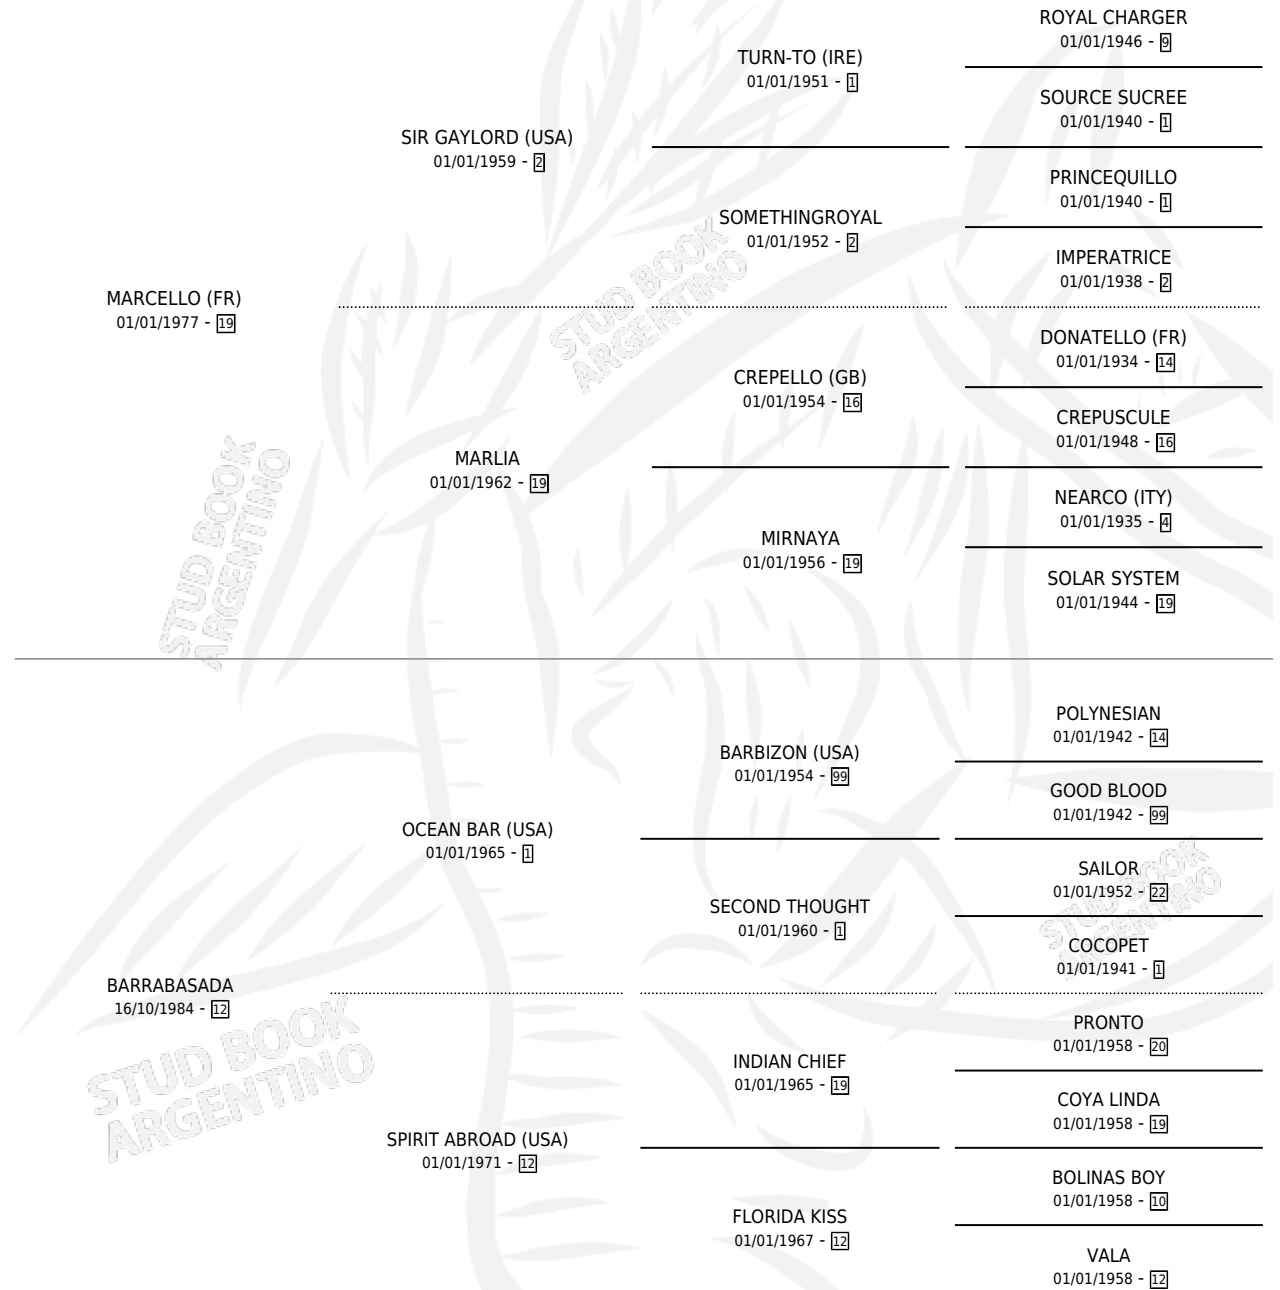 ROYAL CHARGER
01/01/1946 - 9
TURN-TO (IRE)
01/01/1951 - 1
SOURCE SUCREE
01/01/1940 - 1
SIR GAYLORD (USA)
01/01/1959 - 2
PRINCEQUILLO
01/01/1940 - 1
SOMETHINGROYAL
01/01/1952 - 2
IMPERATRICE
01/01/1938 - 2
MARCELLO (FR)
01/01/1977 - 19
STUD BOOK
ARGENTINO
DONATELLO (FR)
01/01/1934 - 14
CREPELLO (GB)
01/01/1954 - 16
CREPUSCULE
01/01/1948 - 16
MARLIA
01/01/1962 - 19
NEARCO (ITY)
01/01/1935 - 4
MIRNAYA
01/01/1956 - 19
SOLAR SYSTEM
01/01/1944 - 19
STUD BOOK
ARGENTINO
POLYNESIAN
01/01/1942 - 14
BARBIZON (USA)
01/01/1954 - 99
GOOD BLOOD
01/01/1942 - 99
OCEAN BAR (USA)
01/01/1965 - 1
SAILOR
01/01/1952 - 22
SECOND THOUGHT
01/01/1960 - 1
STUD BOOK
ARGENTINO
COCOPET
01/01/1941 - 1
BARRABASADA
16/10/1984 - 12
PRONTO
01/01/1958 - 20
INDIAN CHIEF
01/01/1965 - 19
STUD BOOK
ARGENTINO
COYA LINDA
01/01/1958 - 19
SPIRIT ABROAD (USA)
01/01/1971 - 12
BOLINAS BOY
01/01/1958 - 10
FLORIDA KISS
01/01/1967 - 12
VALA
01/01/1958 - 12